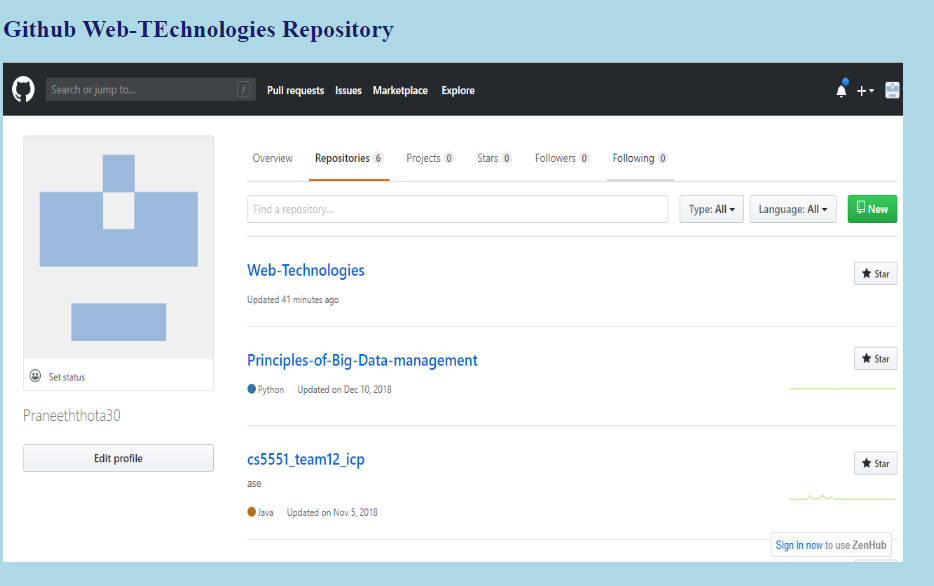 Github Web-TEchnologies Repository
Search or jump to... / Pull requests Issues Marketplace Explore
Overview Repositories 6 Projects 0 Stars 0 Followers 0 Following 0
Find a repository... Type: All Language: All New
Web-Technologies Star
Updated 41 minutes ago
Principles-of-Big-Data-management Star
Python Updated on Dec 10, 2018
Set status
Praneeththota30
Edit profile
cs5551_team12_icp Star
ase
Java Updated on Nov 5, 2018
Sign in now to use ZenHub